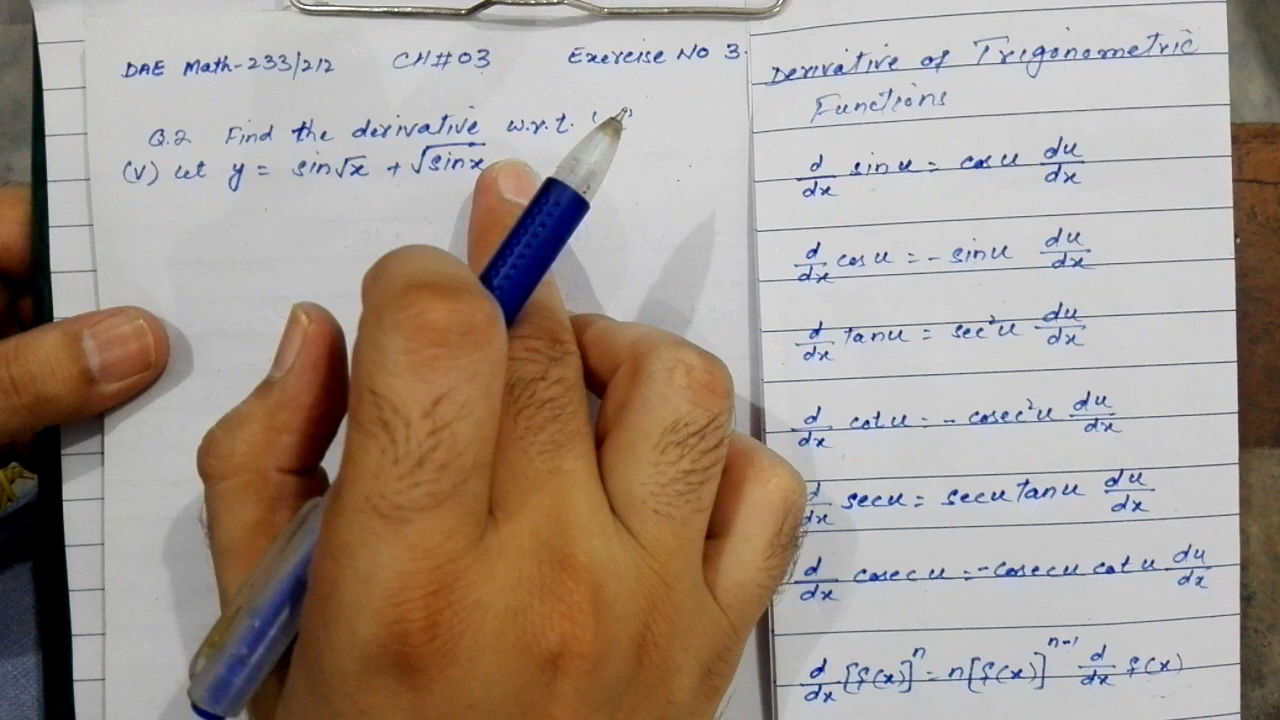 DAE Math-233/212 CH#03 Exercise No 3.
Q.2 Find the derivative w.r.t.
(v) let y = sin√x + √sinx
Derivative of Trigonometric
Functions
d/dx sinu = cosu du/dx
d/dx cosu = - sinu du/dx
d/dx tanu = sec²u du/dx
d/dx cotu = - cosec²u du/dx
d/dx secu = secu tanu du/dx
d/dx cosecu = -cosecu cotu du/dx
d/dx [f(x)]ⁿ = n[f(x)]ⁿ⁻¹ d/dx f(x)